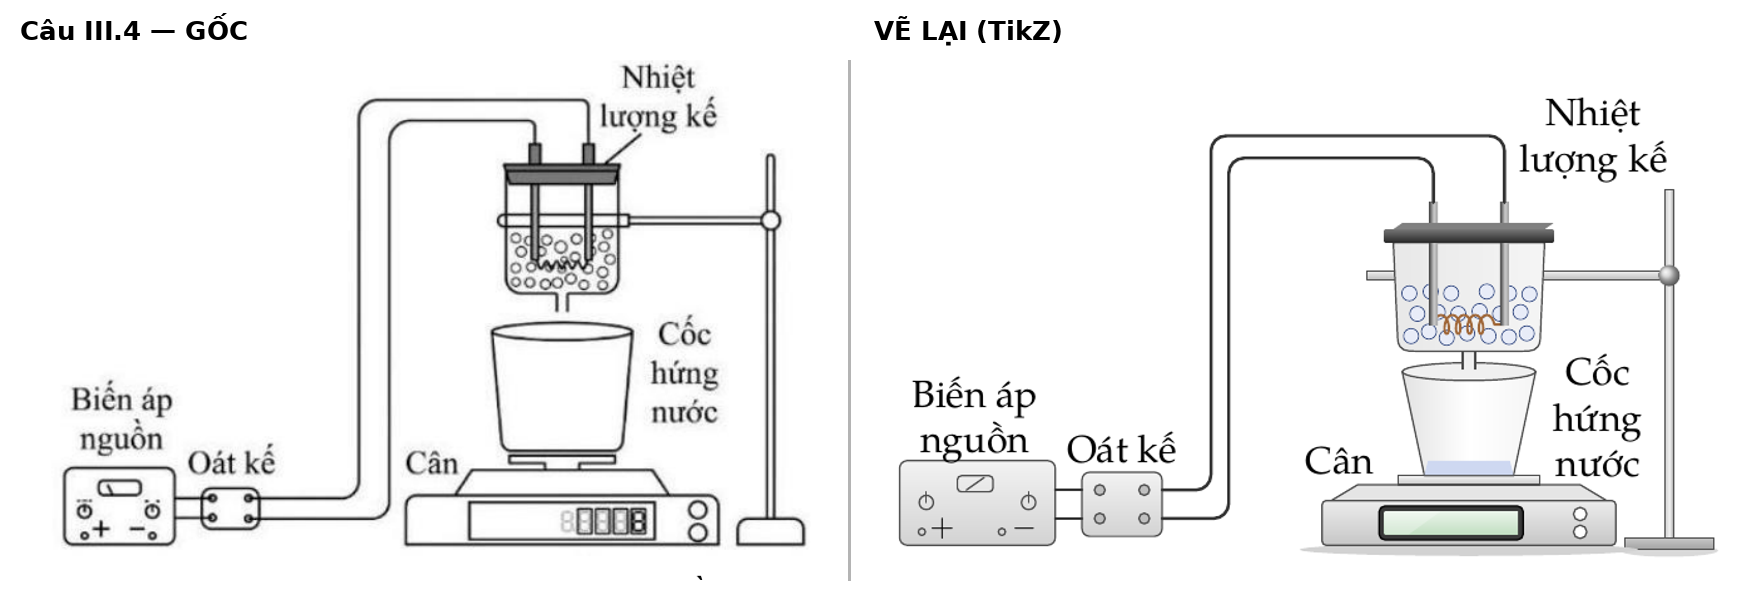 Câu III.4 — GỐC
Nhiệt
lượng kế
Cốc
hứng
nước
Biến áp
nguồn
Oát kế
Cân
VẼ LẠI (TikZ)
Nhiệt
lượng kế
Cốc
hứng
nước
Biến áp
nguồn
Oát kế
Cân